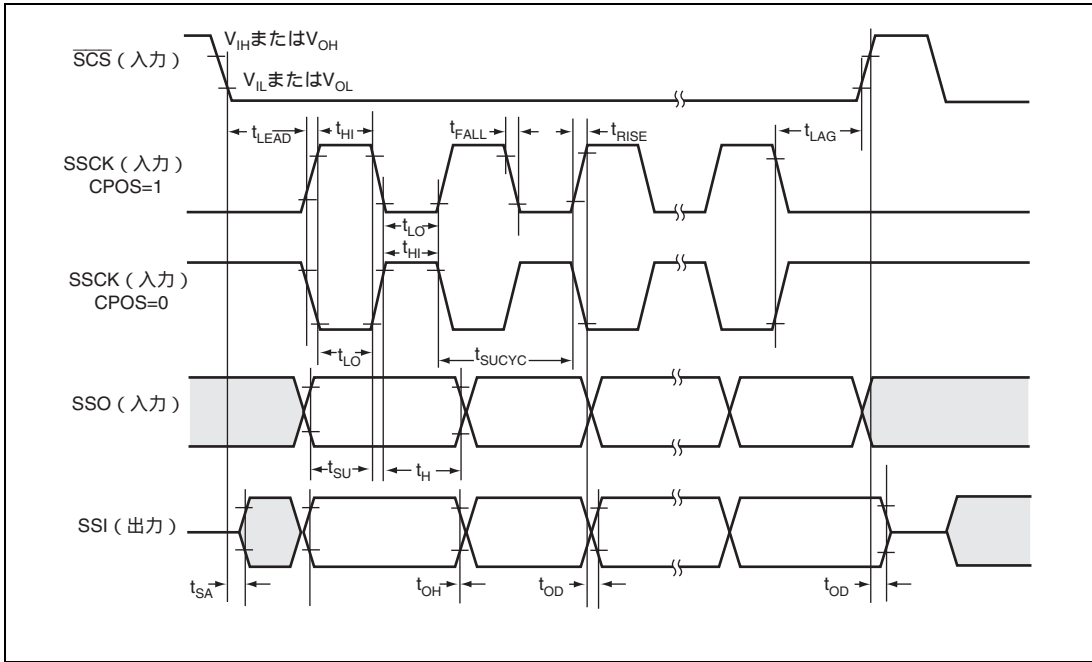 VIHまたはVOH
SCS（入力）
VILまたはVOL
tLEAD
tHI
tFALL
tRISE
tLAG
SSCK（入力）
CPOS=1
tLO
tHI
SSCK（入力）
CPOS=0
tLO
tSUCYC
SSO（入力）
tSU
tH
SSI（出力）
tSA
tOH
tOD
tOD